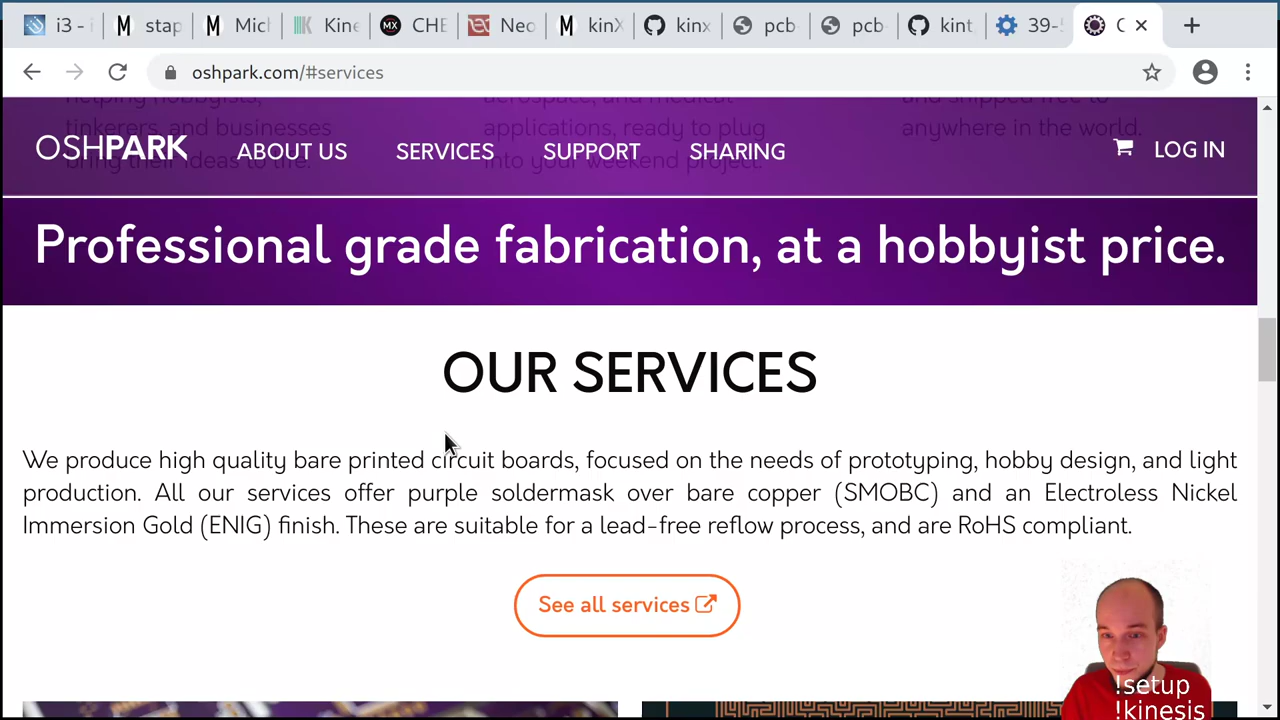 i3 - i
stap
Mich
Kine
CHE
Neo
kinX
kinx
pcb-
pcb-
kint
39-
oshpark.com/#services
helping hobbyists,
tinkerers, and businesses
bring their ideas to life.
aerospace, and medical
applications, ready to plug
into your weekend project.
and shipped free to
anywhere in the world.
OSHPARK
ABOUT US
SERVICES
SUPPORT
SHARING
LOG IN
Professional grade fabrication, at a hobbyist price.
OUR SERVICES
We produce high quality bare printed circuit boards, focused on the needs of prototyping, hobby design, and light
production. All our services offer purple soldermask over bare copper (SMOBC) and an Electroless Nickel
Immersion Gold (ENIG) finish. These are suitable for a lead-free reflow process, and are RoHS compliant.
See all services
!setup
!kinesis